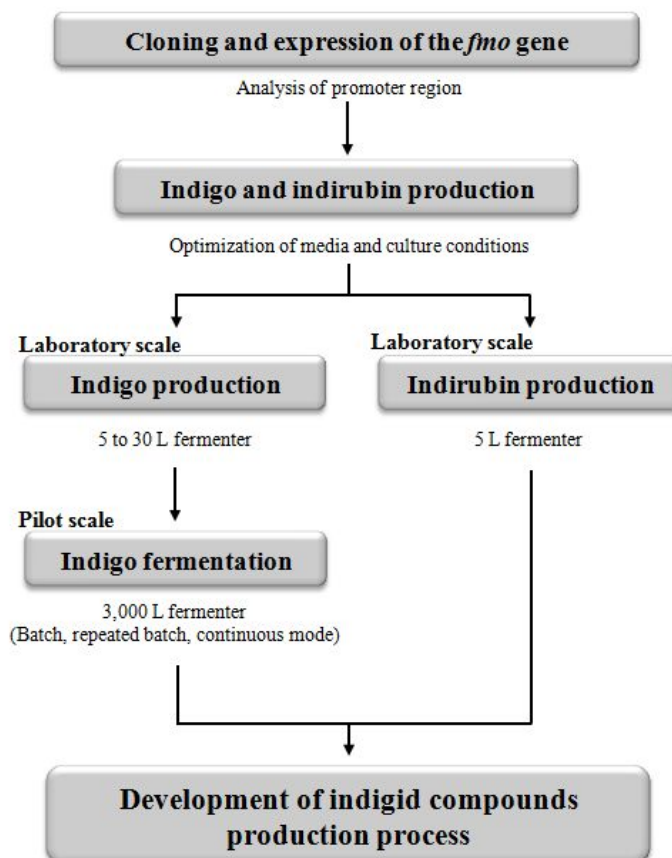 Cloning and expression of the fmo gene
Analysis of promoter region
Indigo and indirubin production
Optimization of media and culture conditions
Laboratory scale
Indigo production
5 to 30 L fermenter
Laboratory scale
Indirubin production
5 L fermenter
Pilot scale
Indigo fermentation
3,000 L fermenter
(Batch, repeated batch, continuous mode)
Development of indigid compounds
production process